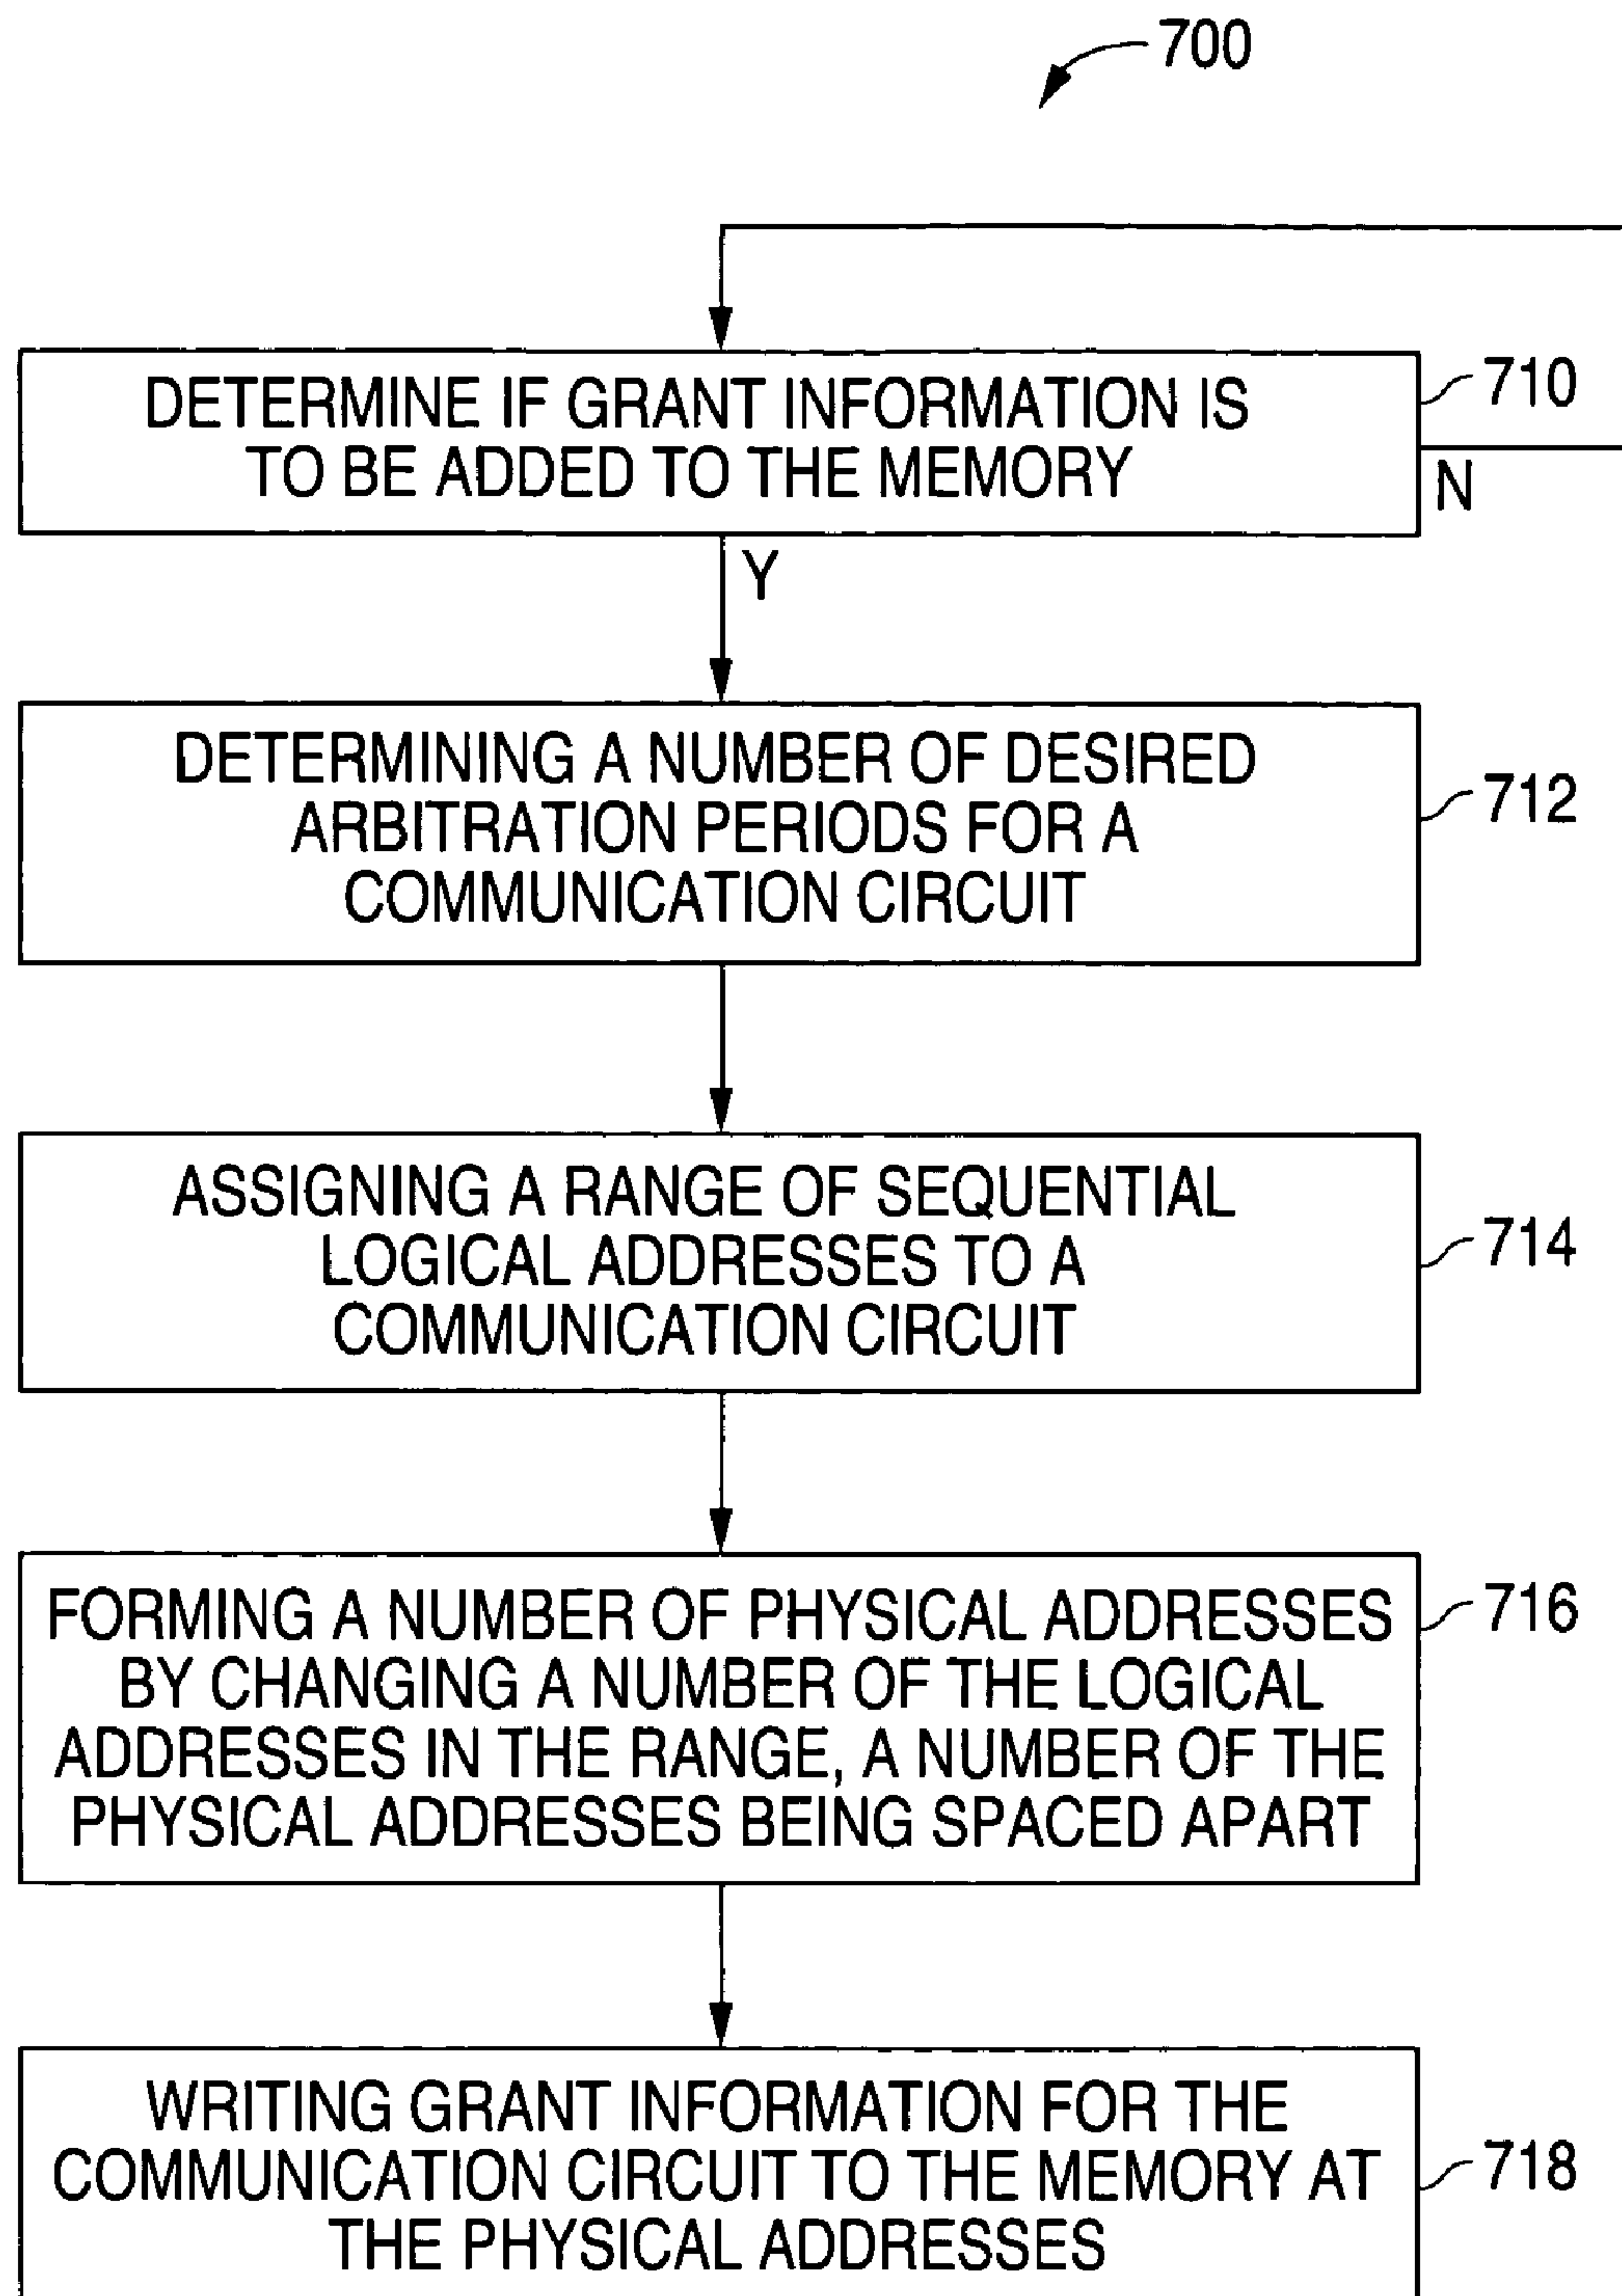 700
DETERMINE IF GRANT INFORMATION IS
TO BE ADDED TO THE MEMORY
710
N
Y
DETERMINING A NUMBER OF DESIRED
ARBITRATION PERIODS FOR A
COMMUNICATION CIRCUIT
712
ASSIGNING A RANGE OF SEQUENTIAL
LOGICAL ADDRESSES TO A
COMMUNICATION CIRCUIT
714
FORMING A NUMBER OF PHYSICAL ADDRESSES
BY CHANGING A NUMBER OF THE LOGICAL
ADDRESSES IN THE RANGE, A NUMBER OF THE
PHYSICAL ADDRESSES BEING SPACED APART
716
WRITING GRANT INFORMATION FOR THE
COMMUNICATION CIRCUIT TO THE MEMORY AT
THE PHYSICAL ADDRESSES
718